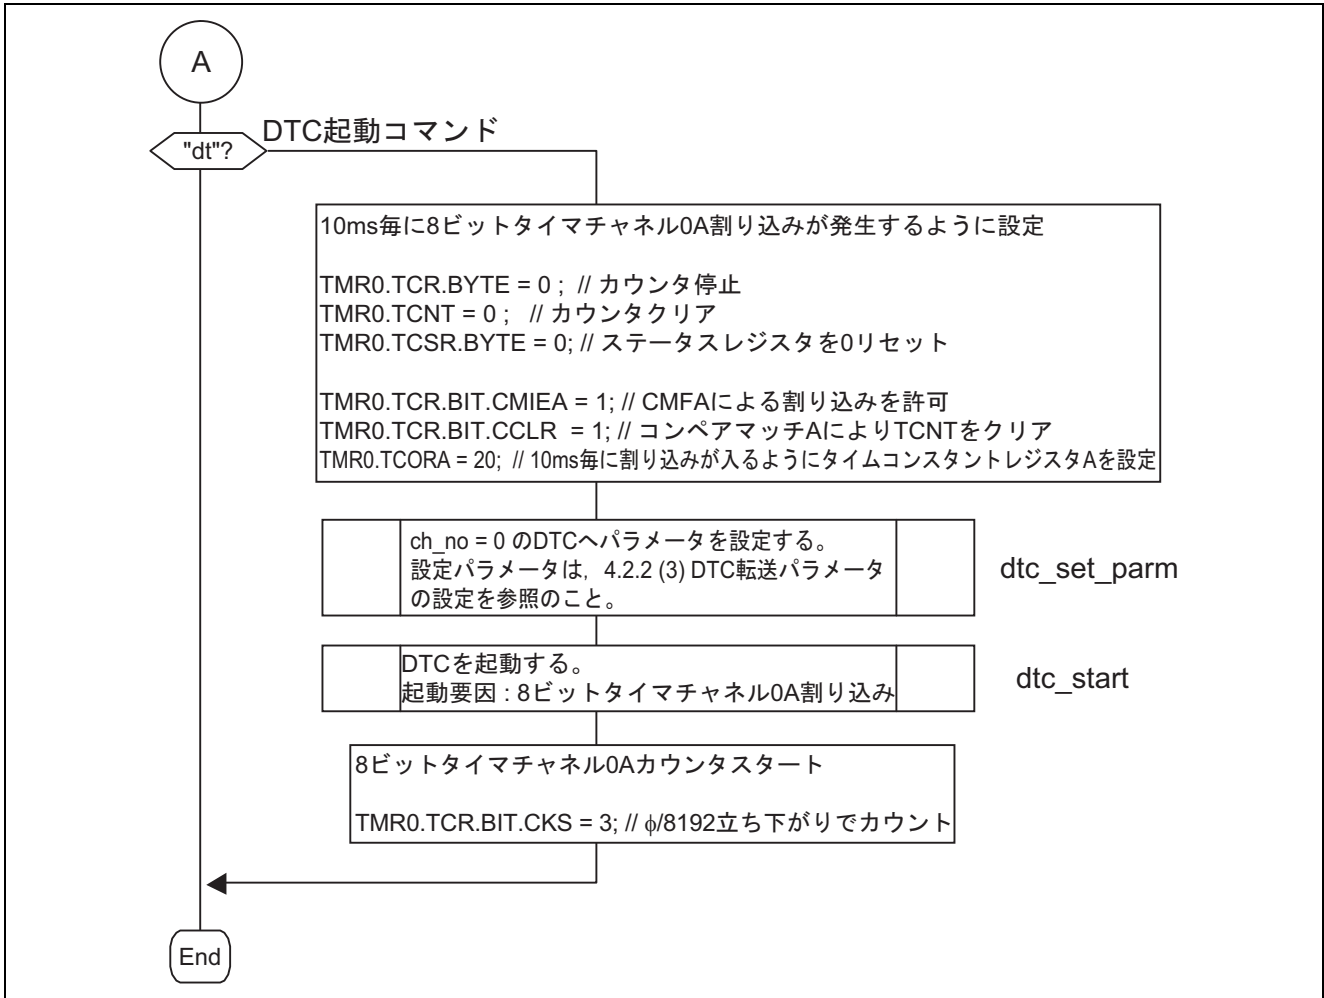 A
"dt"?
DTC起動コマンド
10ms毎に8ビットタイマチャネル0A割り込みが発生するように設定
TMR0.TCR.BYTE = 0 ; // カウンタ停止
TMR0.TCNT = 0 ; // カウンタクリア
TMR0.TCSR.BYTE = 0; // ステータスレジスタを0リセット
TMR0.TCR.BIT.CMIEA = 1; // CMFAによる割り込みを許可
TMR0.TCR.BIT.CCLR = 1; // コンペアマッチAによりTCNTをクリア
TMR0.TCORA = 20; // 10ms毎に割り込みが入るようにタイムコンスタントレジスタAを設定
ch_no = 0 のDTCへパラメータを設定する。
設定パラメータは，4.2.2 (3) DTC転送パラメータ
の設定を参照のこと。
dtc_set_parm
DTCを起動する。
起動要因 : 8ビットタイマチャネル0A割り込み
dtc_start
8ビットタイマチャネル0Aカウンタスタート
TMR0.TCR.BIT.CKS = 3; // φ/8192立ち下がりでカウント
End